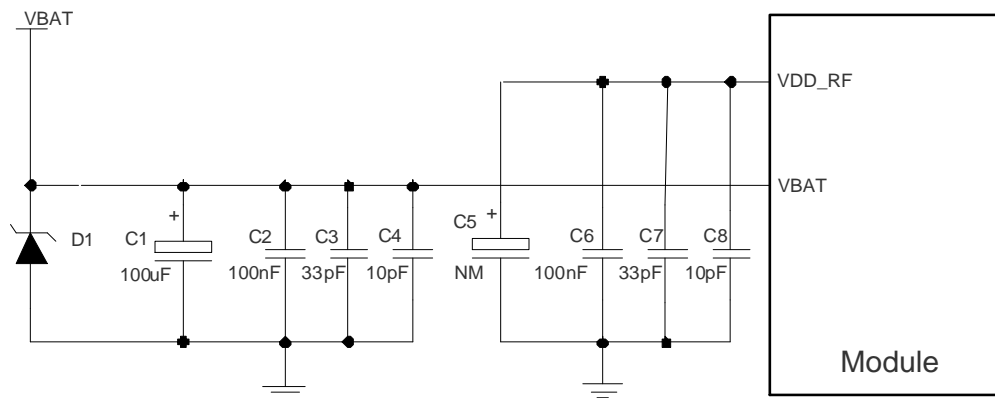 VBAT
VDD_RF
VBAT
D1
+
C1
100uF
C2
100nF
C3
33pF
C4
10pF
C5
+
NM
C6
100nF
C7
33pF
C8
10pF
Module